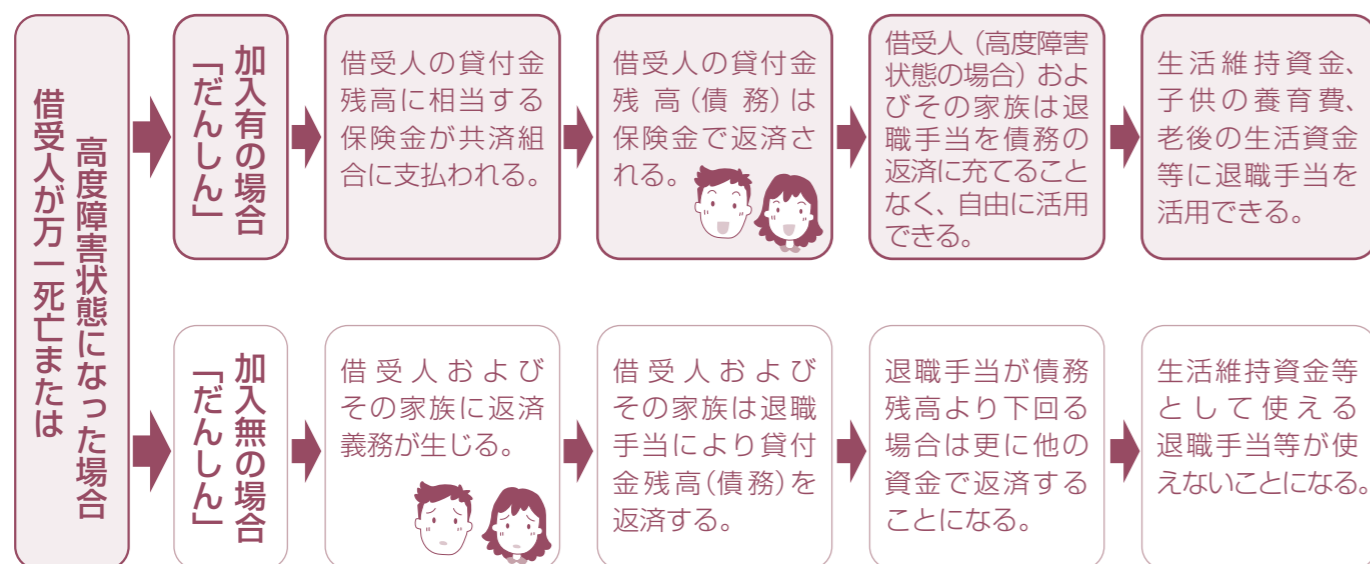 借受人が万一死亡または
高度障害状態になった場合
「だんしん」
加入有の場合
借受人の貸付金
残高に相当する
保険金が共済組
合に支払われる。
借受人の貸付金
残高(債務)は
保険金で返済さ
れる。
借受人（高度障害
状態の場合）およ
びその家族は退
職手当を債務の
返済に充てること
なく、自由に活用
できる。
生活維持資金、
子供の養育費、
老後の生活資金
等に退職手当を
活用できる。
「だんしん」
加入無の場合
借受人および
その家族に返済
義務が生じる。
借受人および
その家族は退職
手当により貸付
金残高(債務)を
返済する。
退職手当が債務
残高より下回る
場合は更に他の
資金で返済する
ことになる。
生活維持資金等
として使える
退職手当等が使
えないことになる。